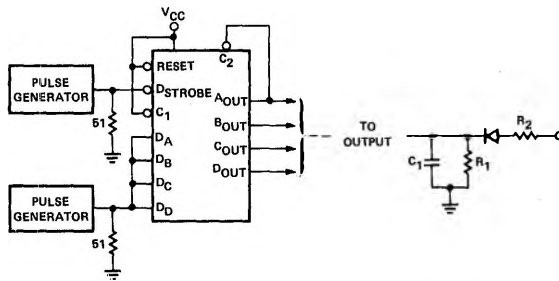 VCC
C2
PULSE
GENERATOR
51
RESET
DSTROBE
C1
DA
DB
DC
DD
AOUT
BOUT
COUT
DOUT
TO
OUTPUT
C1
R1
R2
PULSE
GENERATOR
51